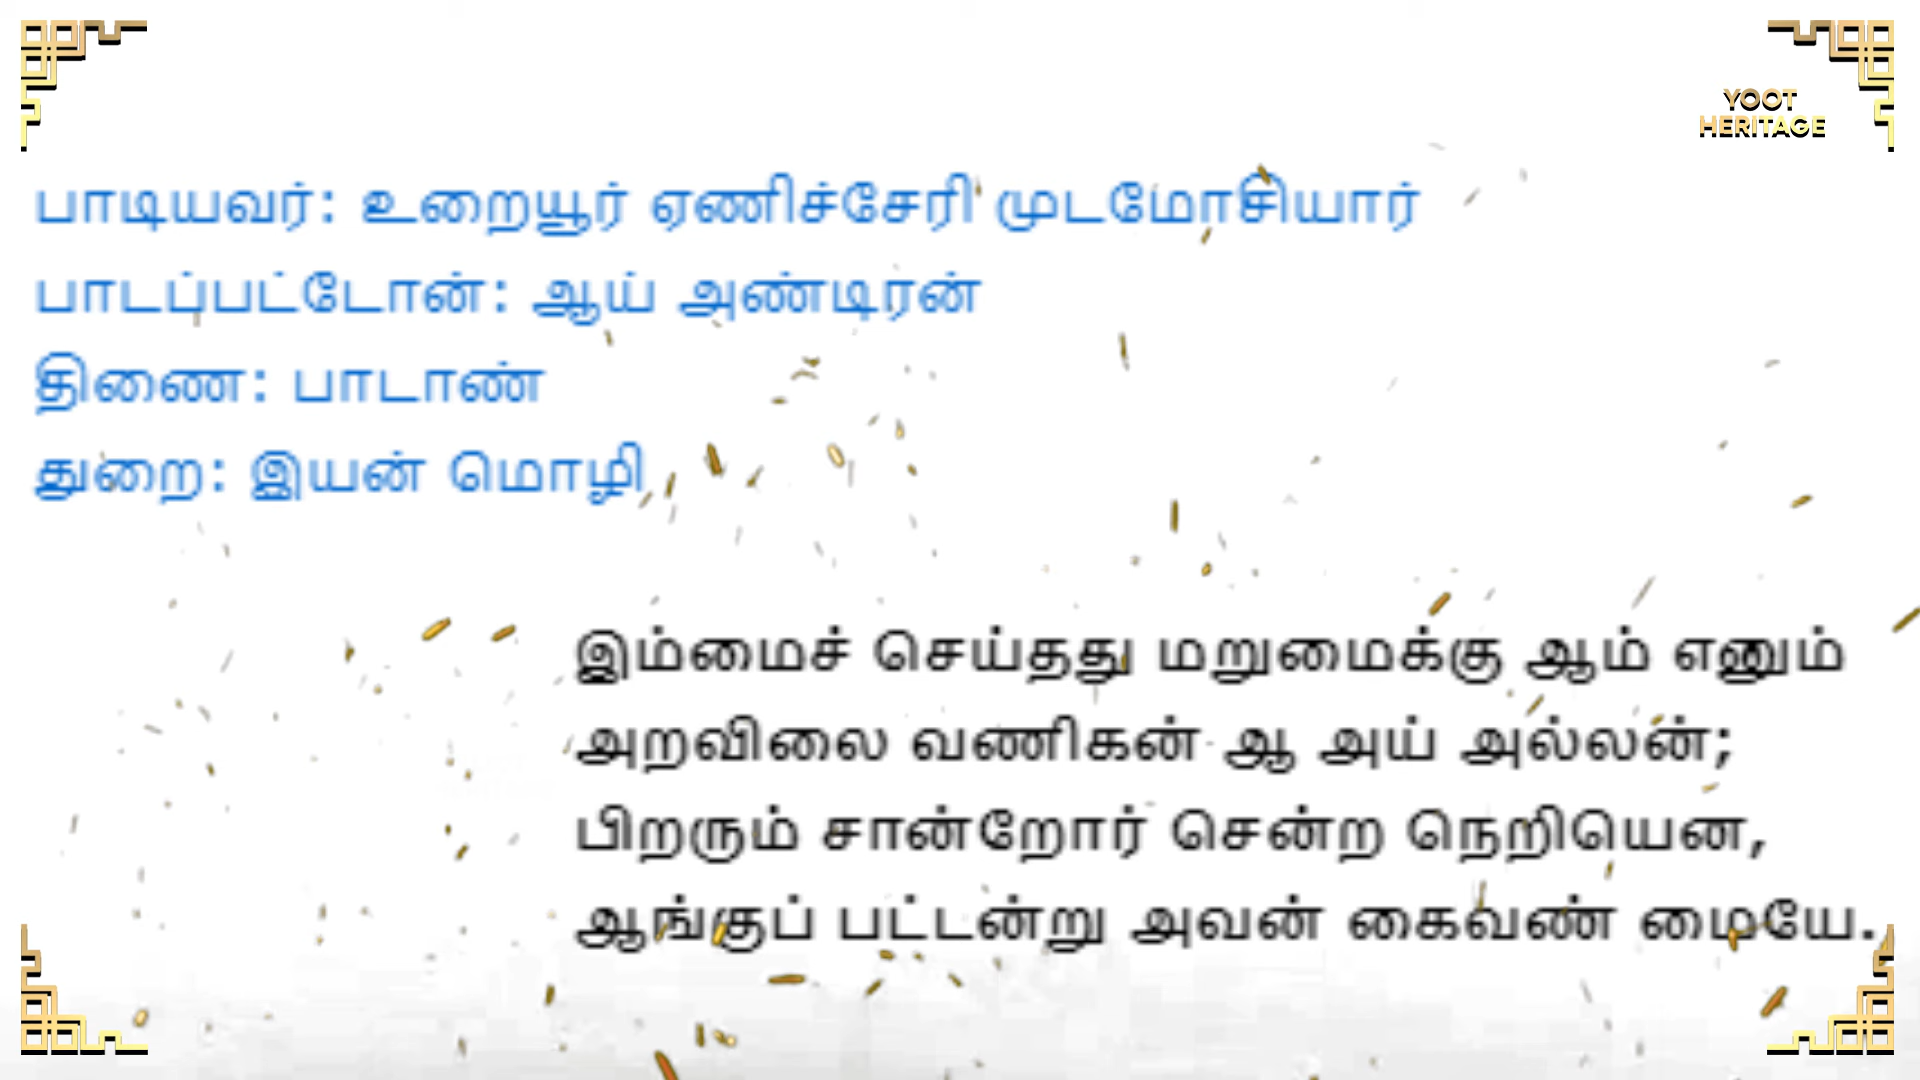 YOOT
HERITAGE
பாடியவர்: உறையூர் ஏணிச்சேரி முடமோசியார்
பாடப்பட்டோன்: ஆய் அண்டிரன்
திணை: பாடாண்
துறை: இயன் மொழி
இம்மைச் செய்தது மறுமைக்கு ஆம் எனும்
அறவிலை வணிகன் ஆ அய் அல்லன்;
பிறரும் சான்றோர் சென்ற நெறியென,
ஆங்குப் பட்டன்று அவன் கைவண் மையே.